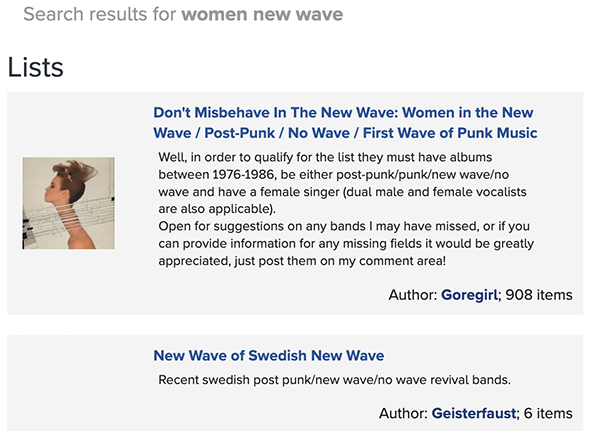 Search results for women new wave
Lists
Don't Misbehave In The New Wave: Women in the New
Wave / Post-Punk / No Wave / First Wave of Punk Music
Well, in order to qualify for the list they must have albums
between 1976-1986, be either post-punk/punk/new wave/no
wave and have a female singer (dual male and female vocalists
are also applicable).
Open for suggestions on any bands I may have missed, or if you
can provide information for any missing fields it would be greatly
appreciated, just post them on my comment area!
Author: Goregirl; 908 items
New Wave of Swedish New Wave
Recent swedish post punk/new wave/no wave revival bands.
Author: Geisterfaust; 6 items